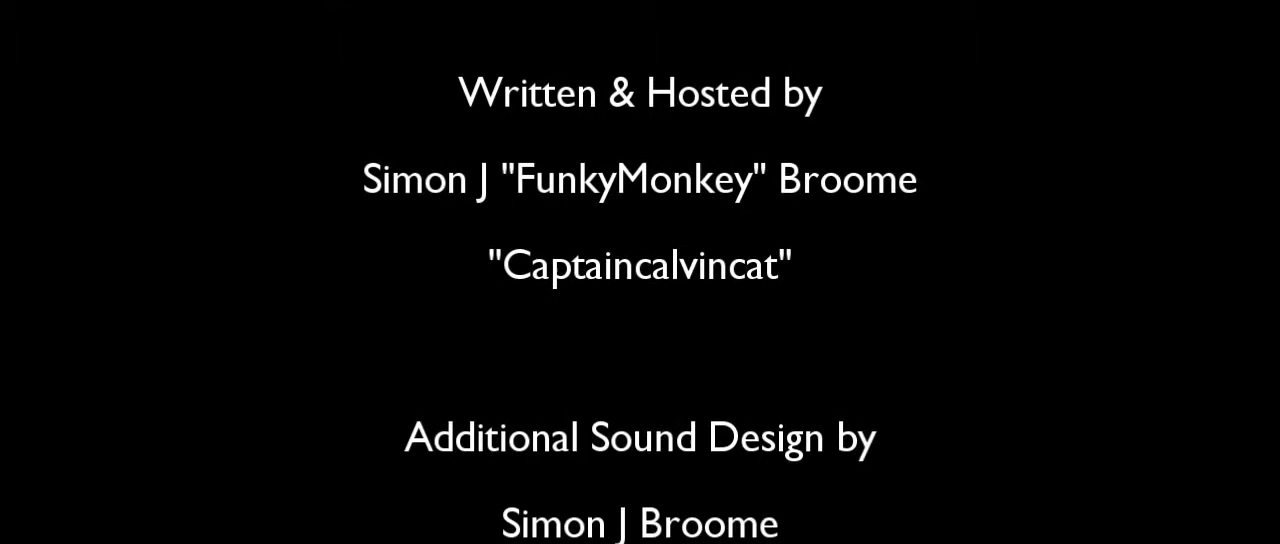 Written & Hosted by
Simon J "FunkyMonkey" Broome
"Captaincalvincat"
Additional Sound Design by
Simon J Broome